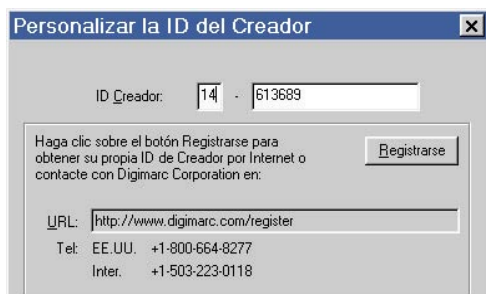 Personalizar la ID del Creador
ID Creador: 14 - 613689
Haga clic sobre el botón Registrarse para
obtener su propia ID de Creador por Internet o
contacte con Digimarc Corporation en:
Registrarse
URL: http://www.digimarc.com/register
Tel: EE.UU. +1-800-664-8277
Inter. +1-503-223-0118